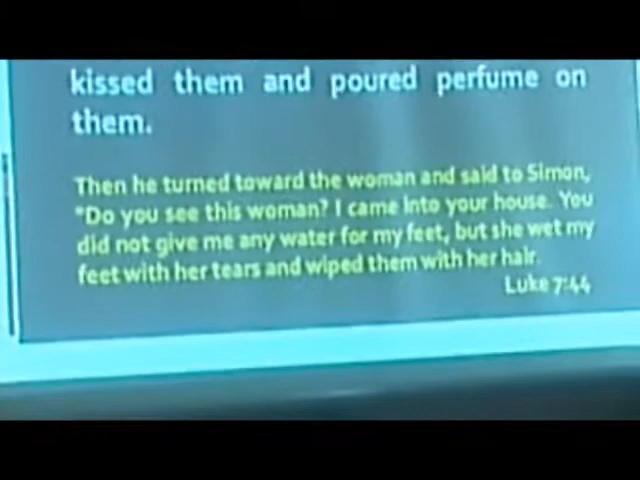 kissed them and poured perfume on
them.
Then he turned toward the woman and said to Simon,
"Do you see this woman? I came into your house. You
did not give me any water for my feet, but she wet my
feet with her tears and wiped them with her hair.
Luke 7:44